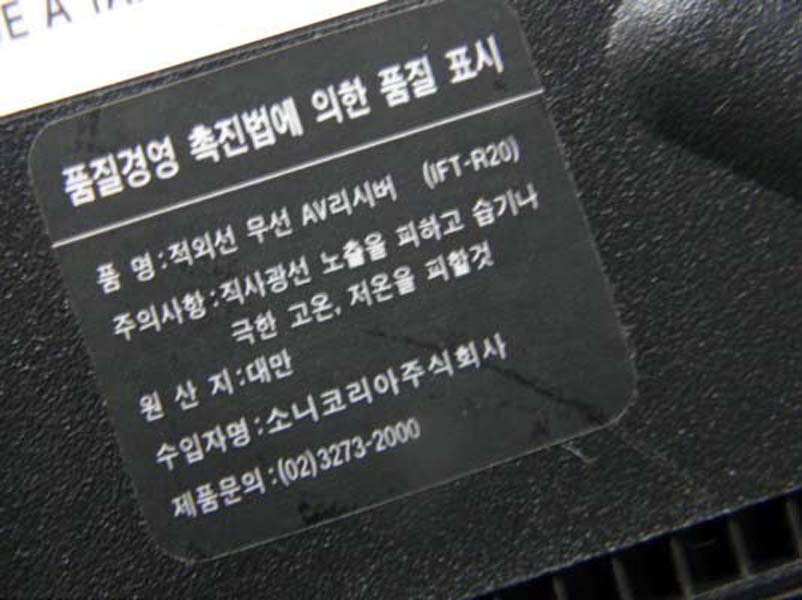 품질경영 촉진법에 의한 품질 표시
품 명:적외선 무선 AV리시버 (IFT-R20)
주의사항:직사광선 노출을 피하고 습기나
극한 고온, 저온을 피할것
원 산 지:대만
수입자명:소니코리아주식회사
제품문의:(02)3273-2000